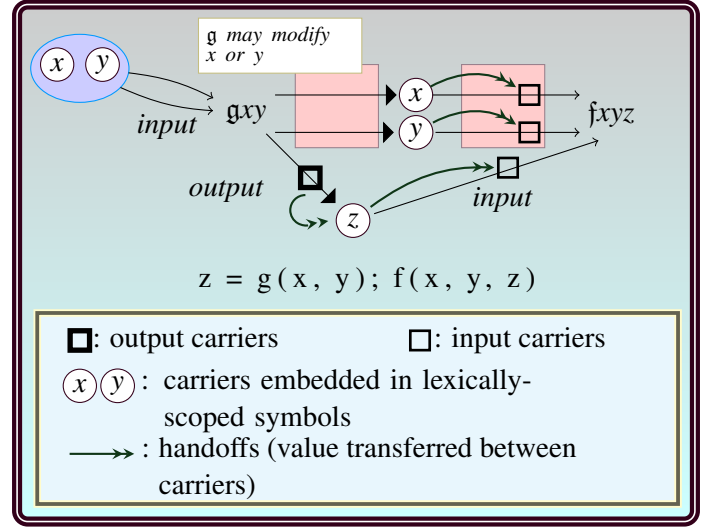 𝔤 may modify
x or y
x y
𝔤xy
x
y
𝔣xyz
input
output
input
z
z = g(x, y); f(x, y, z)
: output carriers
: input carriers
x y : carriers embedded in lexically-
scoped symbols
: handoffs (value transferred between
carriers)